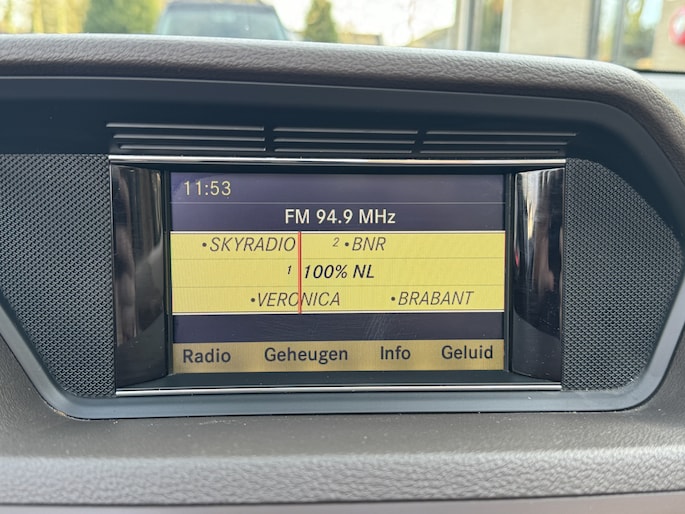 11:53
FM 94.9 MHz
•SKYRADIO 2 •BNR
1 100% NL
•VERONICA •BRABANT
Radio Geheugen Info Geluid